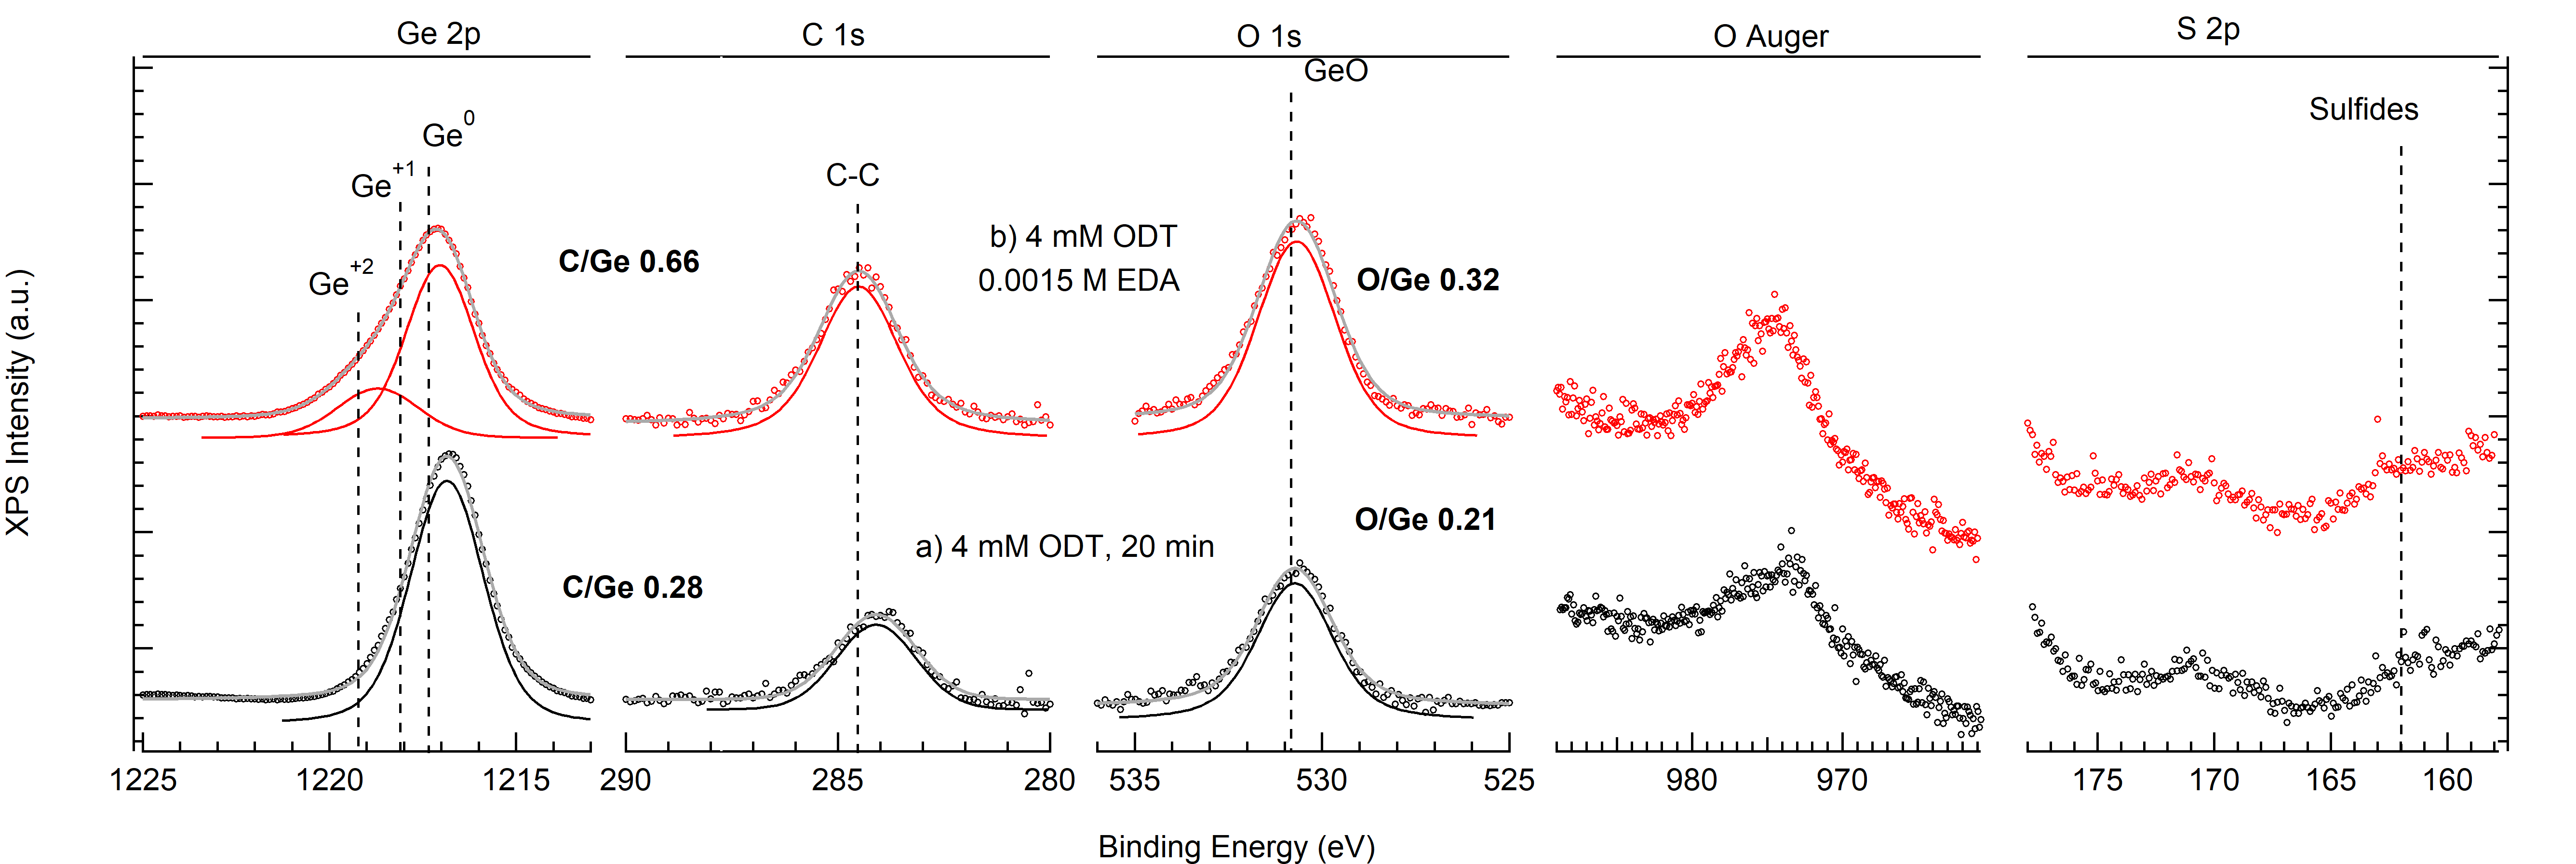 Ge 2p
C 1s
O 1s
O Auger
S 2p
GeO
Sulfides
Ge0
Ge+1
Ge+2
C-C
C/Ge 0.66
b) 4 mM ODT
0.0015 M EDA
O/Ge 0.32
C/Ge 0.28
a) 4 mM ODT, 20 min
O/Ge 0.21
XPS Intensity (a.u.)
1225 1220 1215 290 285 280 535 530 525 980 970 175 170 165 160
Binding Energy (eV)